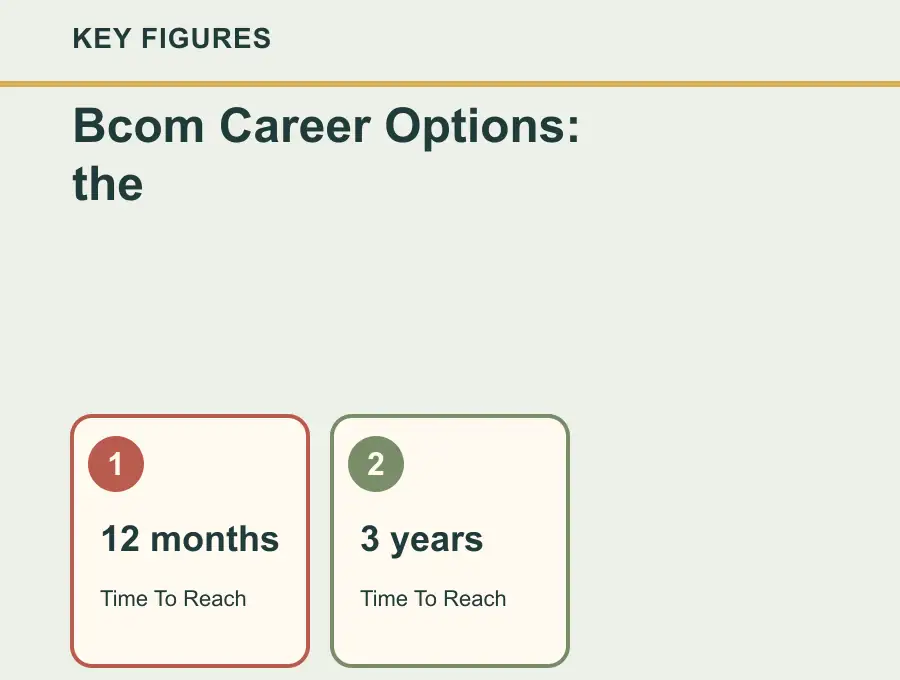 KEY FIGURES
Bcom Career Options:
the
1
2
12 months
3 years
Time To Reach
Time To Reach